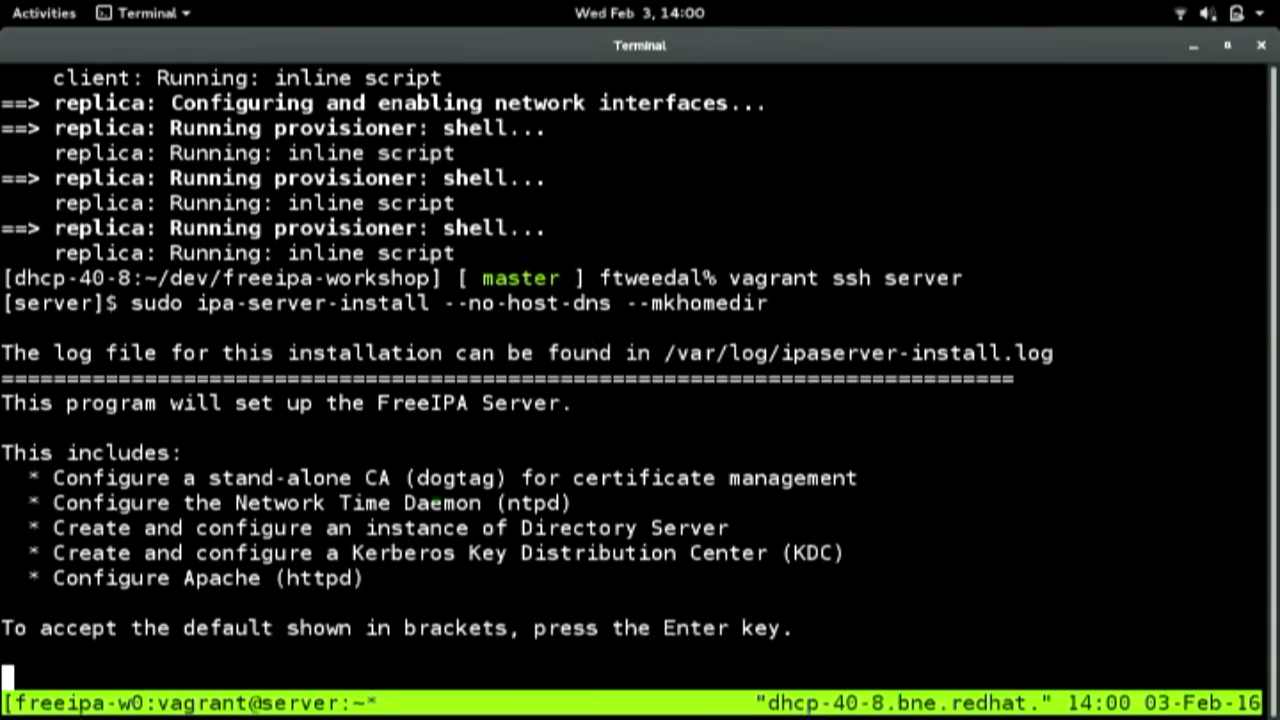 Activities Terminal Wed Feb 3, 14:00
Terminal
client: Running: inline script
==> replica: Configuring and enabling network interfaces...
==> replica: Running provisioner: shell...
replica: Running: inline script
==> replica: Running provisioner: shell...
replica: Running: inline script
==> replica: Running provisioner: shell...
replica: Running: inline script
[dhcp-40-8:~/dev/freeipa-workshop] [ master ] ftweedal% vagrant ssh server
[server]$ sudo ipa-server-install --no-host-dns --mkhomedir
The log file for this installation can be found in /var/log/ipaserver-install.log
==============================================================================
This program will set up the FreeIPA Server.
This includes:
* Configure a stand-alone CA (dogtag) for certificate management
* Configure the Network Time Daemon (ntpd)
* Create and configure an instance of Directory Server
* Create and configure a Kerberos Key Distribution Center (KDC)
* Configure Apache (httpd)
To accept the default shown in brackets, press the Enter key.
[freeipa-w0:vagrant@server:~* "dhcp-40-8.bne.redhat." 14:00 03-Feb-16